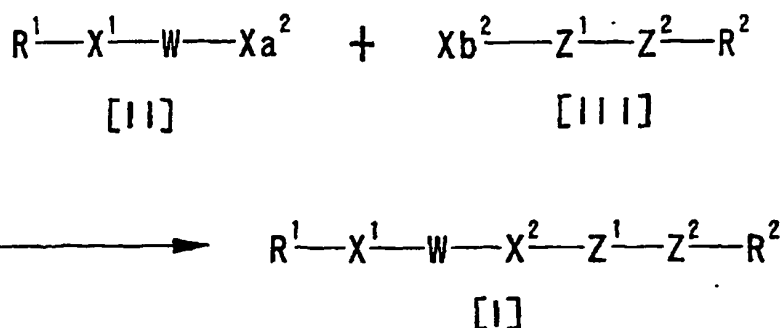 R¹—X¹—W—Xa² + Xb²—Z¹—Z²—R²
[II] [III]
R¹—X¹—W—X²—Z¹—Z²—R²
[I]